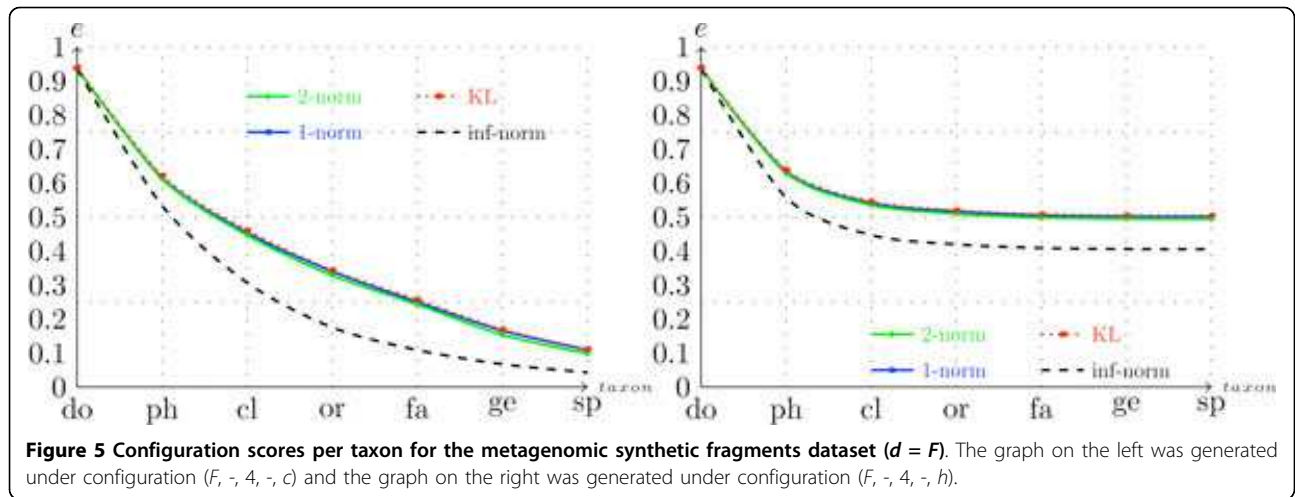 e
1
0.9
0.8
0.7
0.6
0.5
0.4
0.3
0.2
0.1
0
2-norm KL
1-norm inf-norm
taxon
do ph cl or fa ge sp
e
1
0.9
0.8
0.7
0.6
0.5
0.4
0.3
0.2
0.1
0
2-norm KL
1-norm inf-norm
taxon
do ph cl or fa ge sp
Figure 5 Configuration scores per taxon for the metagenomic synthetic fragments dataset (d = F). The graph on the left was generated
under configuration (F, -, 4, -, c) and the graph on the right was generated under configuration (F, -, 4, -, h).